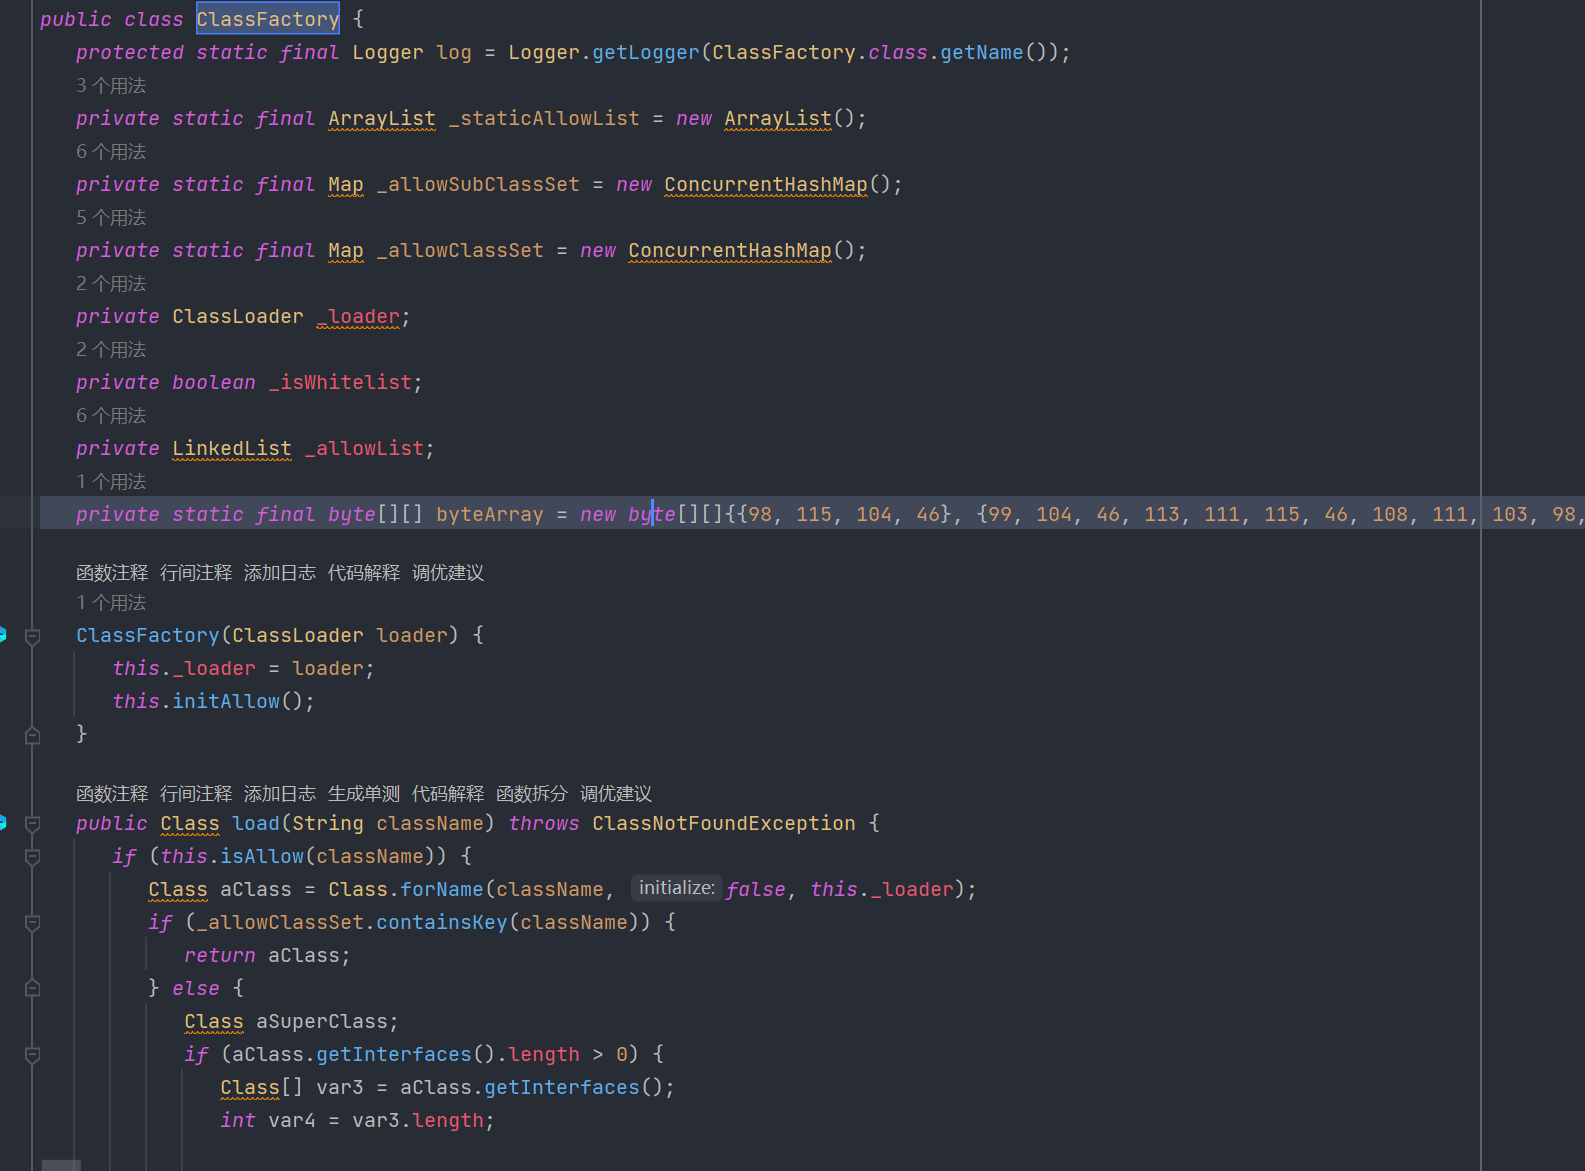 public class ClassFactory {
protected static final Logger log = Logger.getLogger(ClassFactory.class.getName());
3 个用法
private static final ArrayList _staticAllowList = new ArrayList();
6 个用法
private static final Map _allowSubClassSet = new ConcurrentHashMap();
5 个用法
private static final Map _allowClassSet = new ConcurrentHashMap();
2 个用法
private ClassLoader _loader;
2 个用法
private boolean _isWhitelist;
6 个用法
private LinkedList _allowList;
1 个用法
private static final byte[][] byteArray = new byte[][]{{98, 115, 104, 46}, {99, 104, 46, 113, 111, 115, 46, 108, 111, 103, 98,
函数注释 行间注释 添加日志 代码解释 调优建议
1 个用法
ClassFactory(ClassLoader loader) {
this._loader = loader;
this.initAllow();
}
函数注释 行间注释 添加日志 生成单测 代码解释 函数拆分 调优建议
public Class load(String className) throws ClassNotFoundException {
if (this.isAllow(className)) {
Class aClass = Class.forName(className, initialize: false, this._loader);
if (_allowClassSet.containsKey(className)) {
return aClass;
} else {
Class aSuperClass;
if (aClass.getInterfaces().length > 0) {
Class[] var3 = aClass.getInterfaces();
int var4 = var3.length;